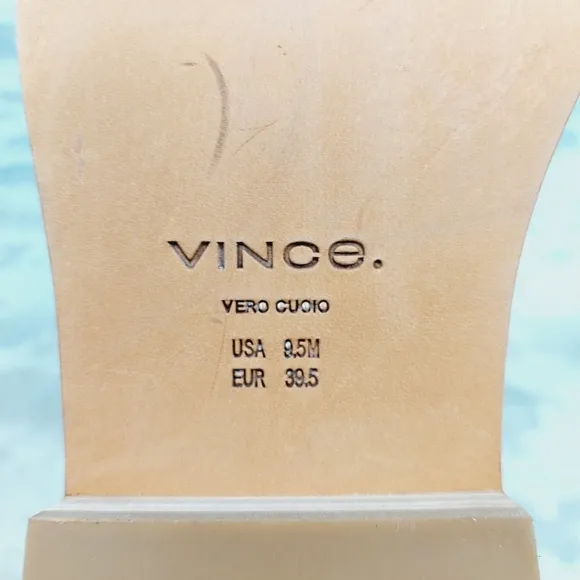 VINCe.
VERO CUOIO
USA 9.5M
EUR 39.5